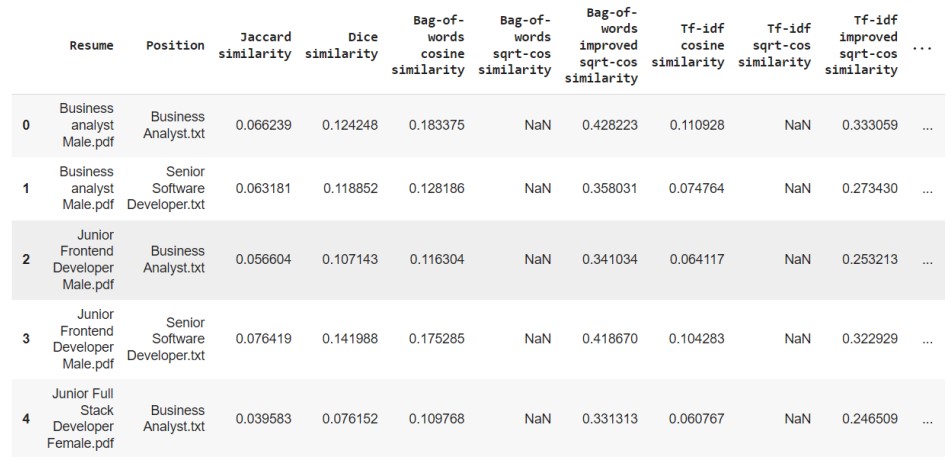 Resume Position Jaccard similarity Dice similarity Bag-of-words cosine similarity Bag-of-words sqrt-cos similarity Bag-of-words improved sqrt-cos similarity Tf-idf cosine similarity Tf-idf sqrt-cos similarity Tf-idf improved sqrt-cos similarity ...
0 Business analyst Male.pdf Business Analyst.txt 0.066239 0.124248 0.183375 NaN 0.428223 0.110928 NaN 0.333059 ...
1 Business analyst Male.pdf Senior Software Developer.txt 0.063181 0.118852 0.128186 NaN 0.358031 0.074764 NaN 0.273430 ...
2 Junior Frontend Developer Male.pdf Business Analyst.txt 0.056604 0.107143 0.116304 NaN 0.341034 0.064117 NaN 0.253213 ...
3 Junior Frontend Developer Male.pdf Senior Software Developer.txt 0.076419 0.141988 0.175285 NaN 0.418670 0.104283 NaN 0.322929 ...
4 Junior Full Stack Developer Female.pdf Business Analyst.txt 0.039583 0.076152 0.109768 NaN 0.331313 0.060767 NaN 0.246509 ...